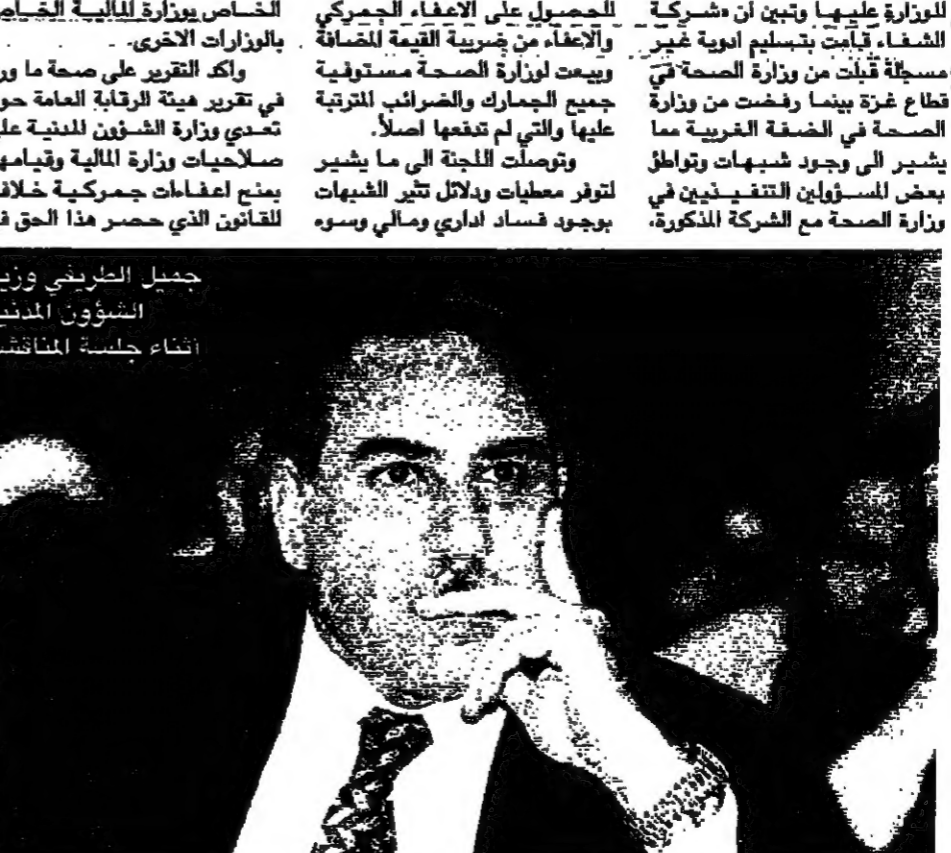 للوزارة عليها وتبين أن «شركة
الشفاء قامت بتسليم ادوية غير
مسجلة قبلت من وزارة الصحة في
قطاع غزة بينما رفضت من وزارة
الصحة في الضفة الغربية مما
يشير الى وجود شبهات وتواطؤ
بعض المسؤولين التنفيذيين في
وزارة الصحة مع الشركة المذكورة،
للحصول على الاعفاء الجمركي
والاعفاء من ضريبة القيمة المضافة
وبيعت لوزارة الصحة مستوفية
جميع الجمارك والضرائب المترتبة
عليها والتي لم تدفعها اصلاً.
وتوصلت اللجنة الى ما يشير
لتوفر معطيات ودلائل تثير الشبهات
بوجود فساد اداري ومالي وسوء
الخاص بوزارة المالية الخاص
بالوزارات الاخرى.
واكد التقرير على صحة ما ور
في تقرير هيئة الرقابة العامة حو
تعدي وزارة الشؤون المدنية عل
صلاحيات وزارة المالية وقيامه
بمنح اعفاءات جمركية خلاف
للقانون الذي حصر هذا الحق ف
جميل الطريفي وزي
الشؤون المدني
اثناء جلسة المناقش